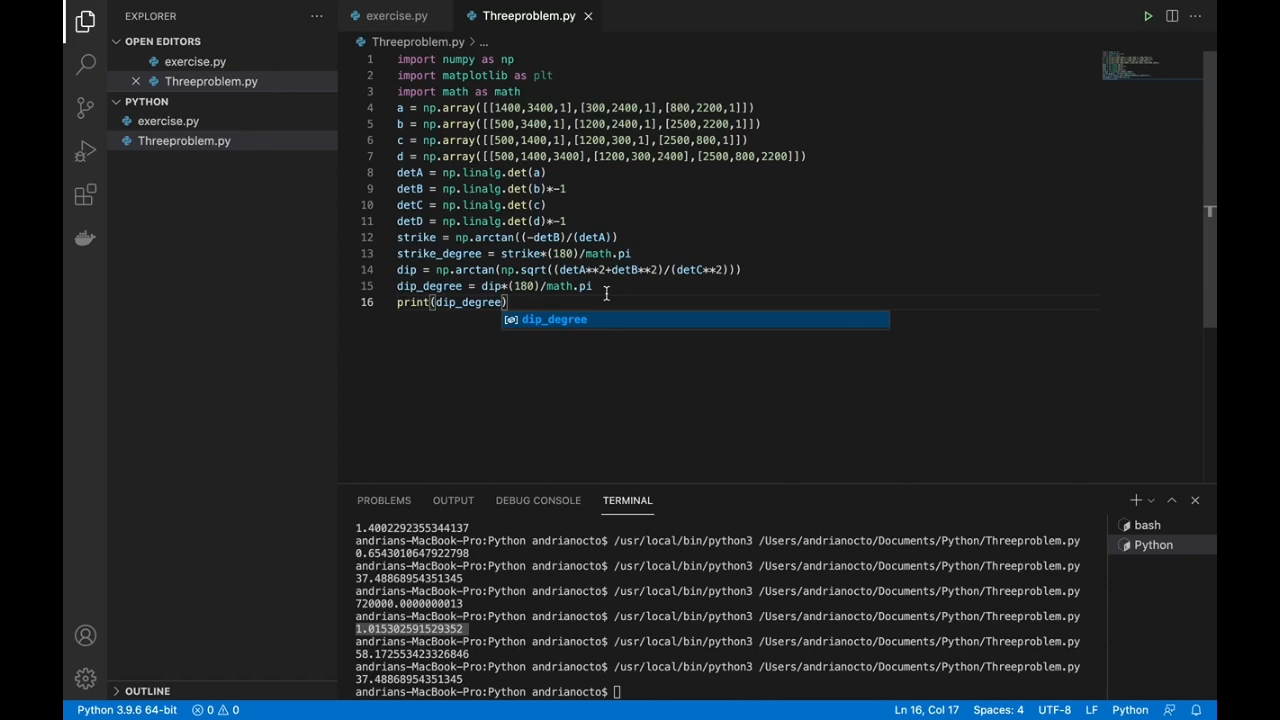 EXPLORER
OPEN EDITORS
exercise.py
Threeproblem.py
PYTHON
exercise.py
Threeproblem.py
OUTLINE
exercise.py
Threeproblem.py
Threeproblem.py > ...
1 import numpy as np
2 import matplotlib as plt
3 import math as math
4 a = np.array([[1400,3400,1],[300,2400,1],[800,2200,1]])
5 b = np.array([[500,3400,1],[1200,2400,1],[2500,2200,1]])
6 c = np.array([[500,1400,1],[1200,300,1],[2500,800,1]])
7 d = np.array([[500,1400,3400],[1200,300,2400],[2500,800,2200]])
8 detA = np.linalg.det(a)
9 detB = np.linalg.det(b)*-1
10 detC = np.linalg.det(c)
11 detD = np.linalg.det(d)*-1
12 strike = np.arctan((-detB)/(detA))
13 strike_degree = strike*(180)/math.pi
14 dip = np.arctan(np.sqrt((detA**2+detB**2)/(detC**2)))
15 dip_degree = dip*(180)/math.pi
16 print(dip_degree)
dip_degree
PROBLEMS OUTPUT DEBUG CONSOLE TERMINAL
1.4002292355344137
andrians-MacBook-Pro:Python andrianocto$ /usr/local/bin/python3 /Users/andrianocto/Documents/Python/Threeproblem.py
0.6543010647922798
andrians-MacBook-Pro:Python andrianocto$ /usr/local/bin/python3 /Users/andrianocto/Documents/Python/Threeproblem.py
37.48868954351345
andrians-MacBook-Pro:Python andrianocto$ /usr/local/bin/python3 /Users/andrianocto/Documents/Python/Threeproblem.py
720000.0000000013
andrians-MacBook-Pro:Python andrianocto$ /usr/local/bin/python3 /Users/andrianocto/Documents/Python/Threeproblem.py
1.015302591529352
andrians-MacBook-Pro:Python andrianocto$ /usr/local/bin/python3 /Users/andrianocto/Documents/Python/Threeproblem.py
58.172553423326846
andrians-MacBook-Pro:Python andrianocto$ /usr/local/bin/python3 /Users/andrianocto/Documents/Python/Threeproblem.py
37.48868954351345
andrians-MacBook-Pro:Python andrianocto$
bash
Python
Python 3.9.6 64-bit 0 0 Ln 16, Col 17 Spaces: 4 UTF-8 LF Python